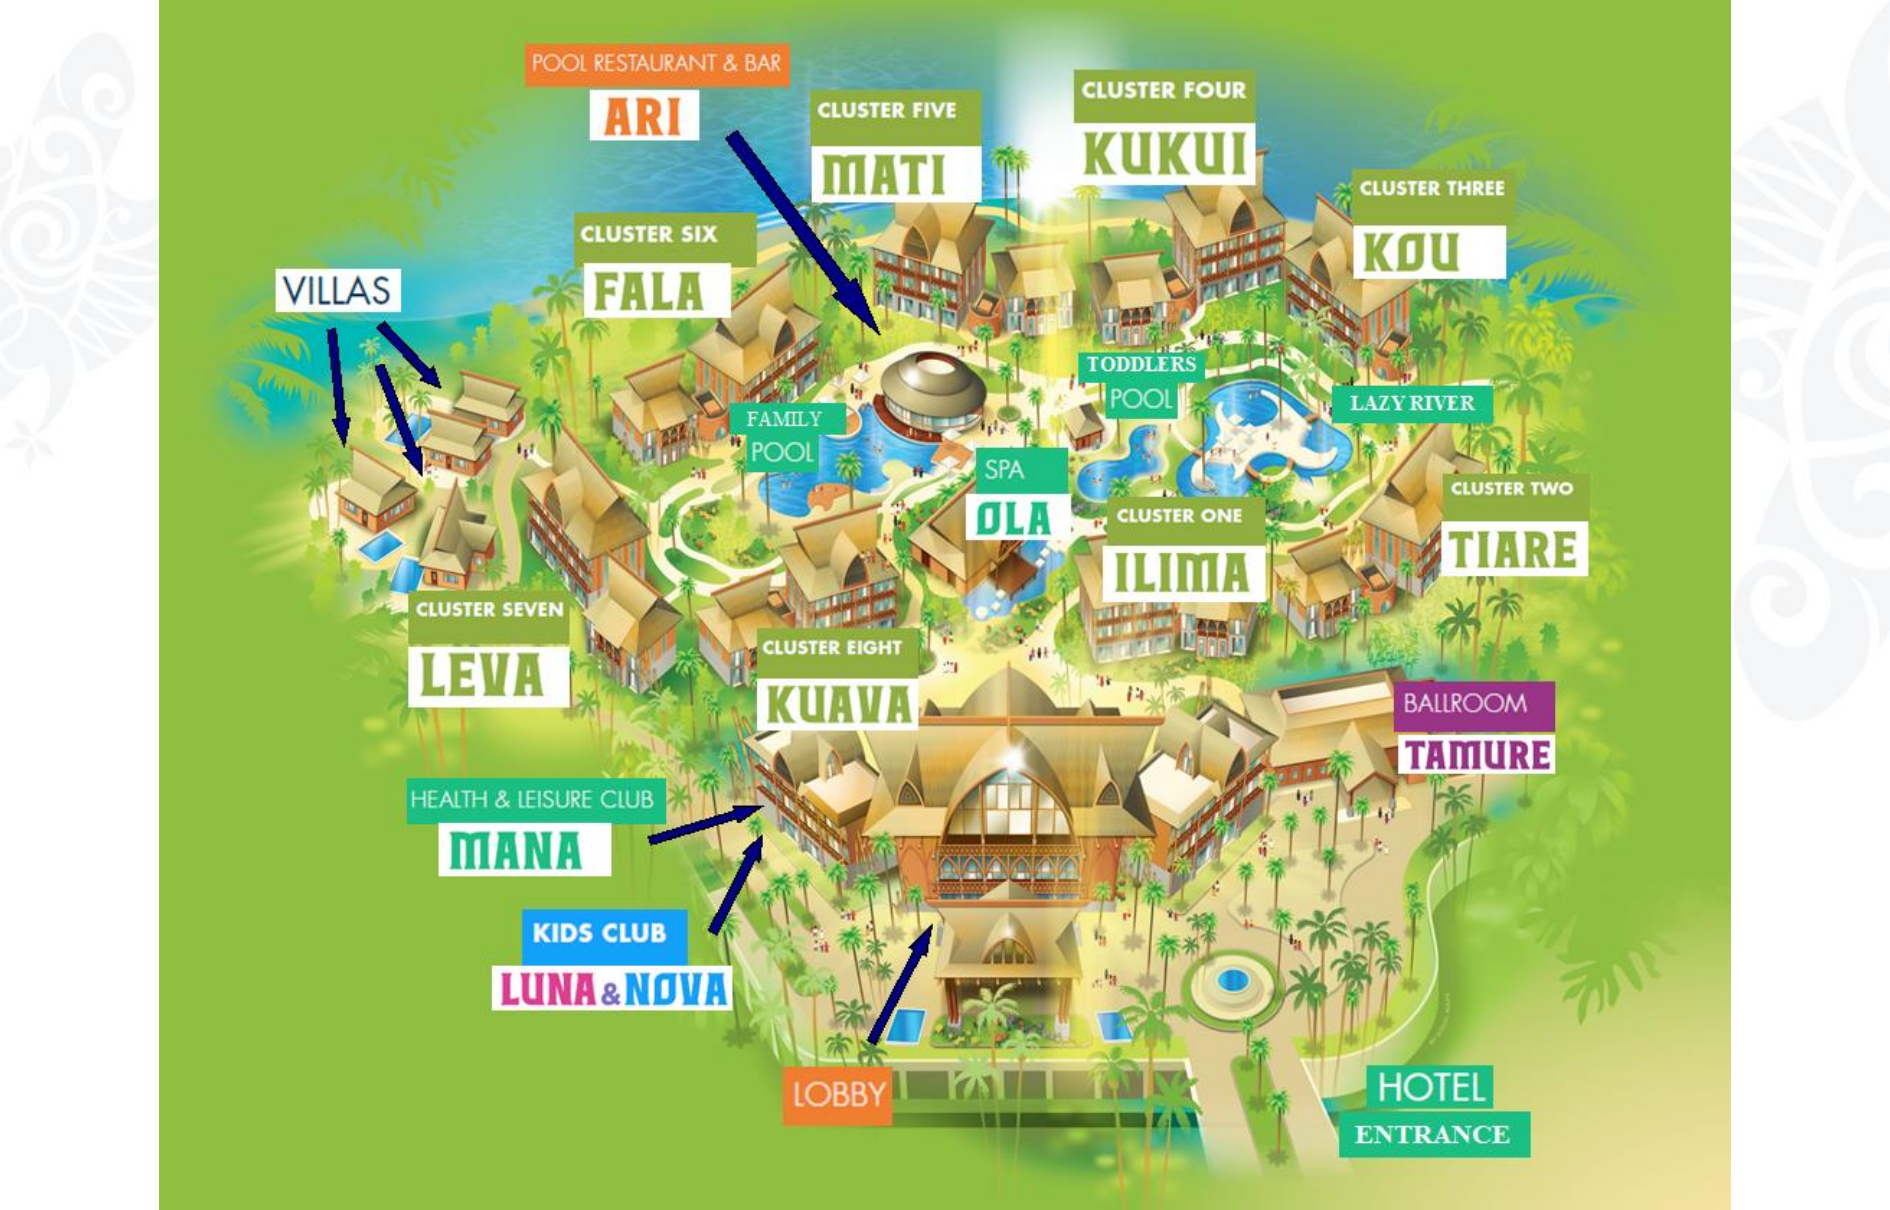 POOL RESTAURANT & BAR
ARI
CLUSTER FIVE
MATI
CLUSTER FOUR
KUKUI
CLUSTER THREE
KOU
CLUSTER SIX
FALA
VILLAS
TODDLERS
POOL
LAZY RIVER
FAMILY
POOL
SPA
OLA
CLUSTER ONE
ILIMA
CLUSTER TWO
TIARE
CLUSTER SEVEN
LEVA
CLUSTER EIGHT
KUAVA
BALLROOM
TAMURE
HEALTH & LEISURE CLUB
MANA
KIDS CLUB
LUNA & NOVA
LOBBY
HOTEL
ENTRANCE